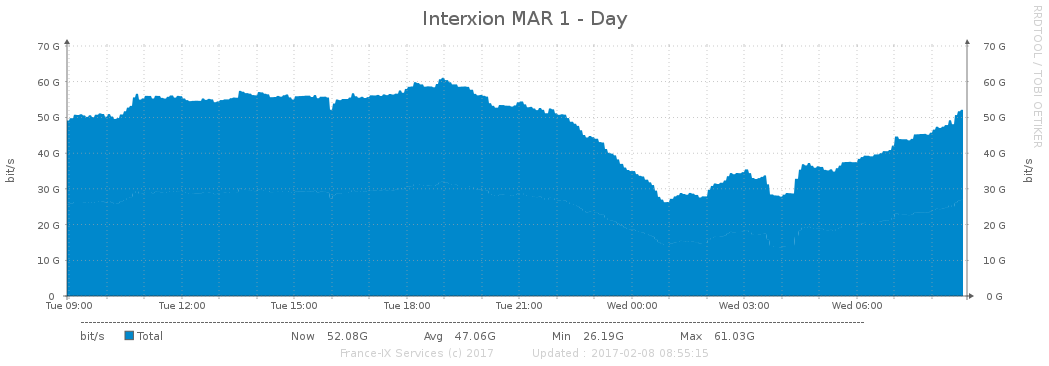 Interxion MAR 1 - Day
RRDTOOL / TOBI OETIKER
70 G 70 G
60 G 60 G
50 G 50 G
40 G 40 G
30 G 30 G
20 G 20 G
10 G 10 G
0 0 G
bit/s bit/s
Tue 09:00 Tue 12:00 Tue 15:00 Tue 18:00 Tue 21:00 Wed 00:00 Wed 03:00 Wed 06:00
bit/s Total Now 52.08G Avg 47.06G Min 26.19G Max 61.03G
France-IX Services (c) 2017 Updated : 2017-02-08 08:55:15